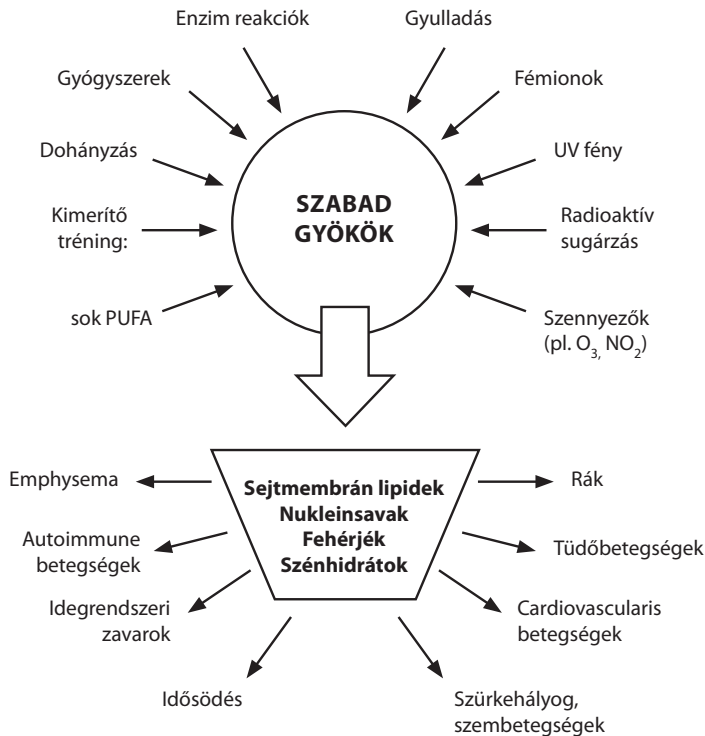 Enzim reakciók
Gyulladás
Gyógyszerek
Fémionok
Dohányzás
UV fény
SZABAD
GYÖKÖK
Kimerítő
tréning:
Radioaktív
sugárzás
sok PUFA
Szennyezők
(pl. O₃, NO₂)
Emphysema
Sejtmembrán lipidek
Nukleinsavak
Fehérjék
Szénhidrátok
Rák
Autoimmune
betegségek
Tüdőbetegségek
Idegrendszeri
zavarok
Cardiovascularis
betegségek
Idősödés
Szürkehályog,
szembetegségek